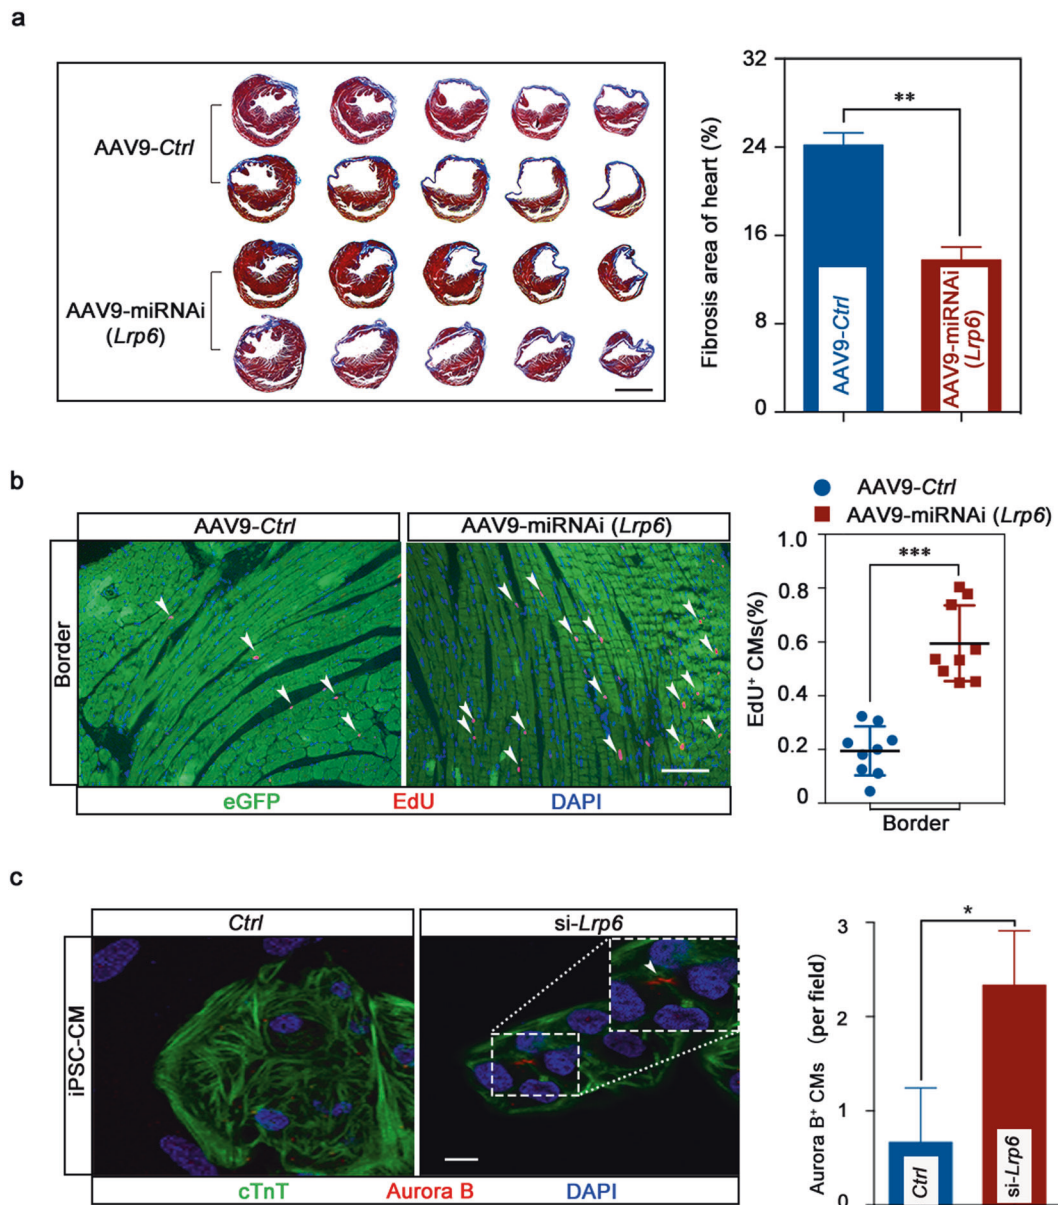 a
AAV9-Ctrl
AAV9-miRNAi
(Lrp6)
Fibrosis area of heart (%)
32
24
16
8
0
**
AAV9-Ctrl
AAV9-miRNAi
(Lrp6)
b
AAV9-Ctrl
AAV9-miRNAi (Lrp6)
Border
eGFP EdU DAPI
AAV9-Ctrl
AAV9-miRNAi (Lrp6)
EdU⁺ CMs(%)
1.0
0.8
0.6
0.4
0.2
0
***
Border
c
Ctrl
si-Lrp6
iPSC-CM
cTnT Aurora B DAPI
Aurora B⁺ CMs (per field)
3
2
1
0
*
Ctrl
si-Lrp6